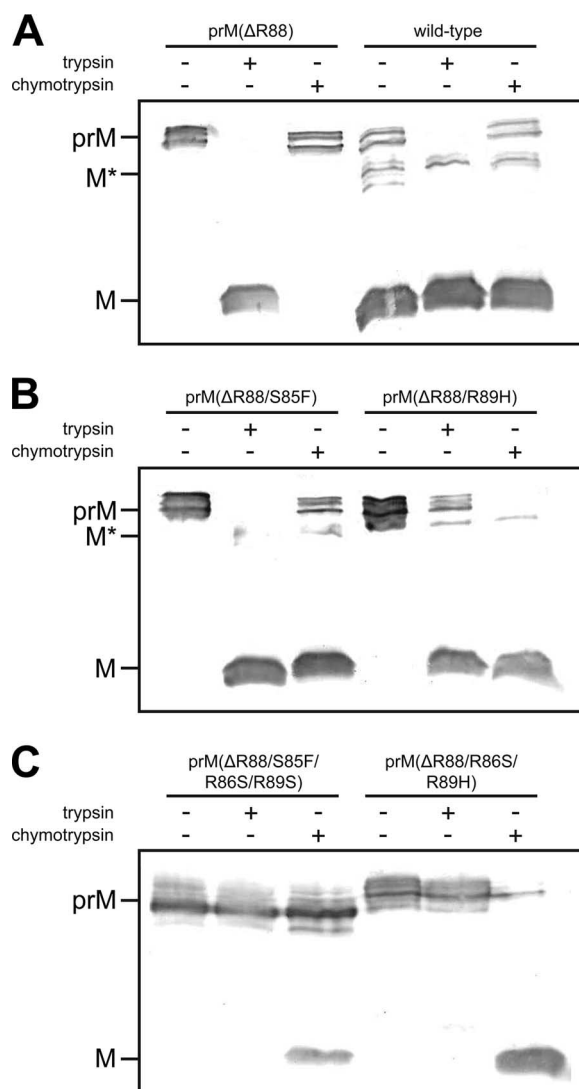 A
prM(ΔR88) wild-type
trypsin - + - - + -
chymotrypsin - - + - - +
prM
M*
M
B
prM(ΔR88/S85F) prM(ΔR88/R89H)
trypsin - + - - + -
chymotrypsin - - + - - +
prM
M*
M
C
prM(ΔR88/S85F/ prM(ΔR88/R86S/
R86S/R89S) R89H)
trypsin - + - - + -
chymotrypsin - - + - - +
prM
M